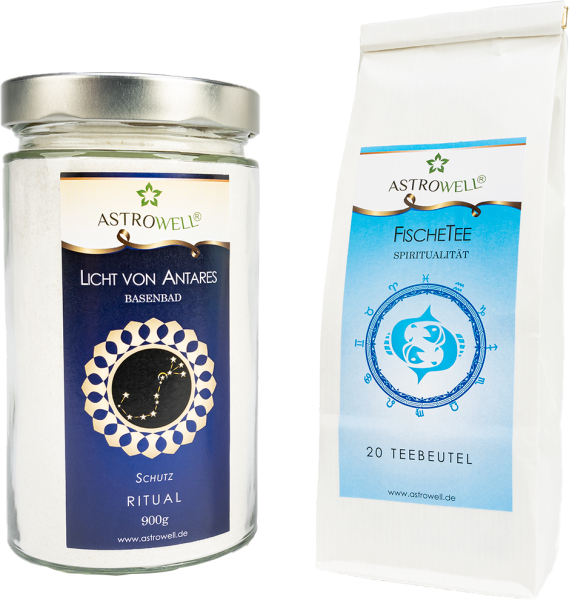 ASTROWELL®
LICHT VON ANTARES
BASENBAD
SCHUTZ
RITUAL
900g
www.astrowell.de
ASTROWELL®
FISCHETEE
SPIRITUALITÄT
20 TEEBEUTEL
www.astrowell.de